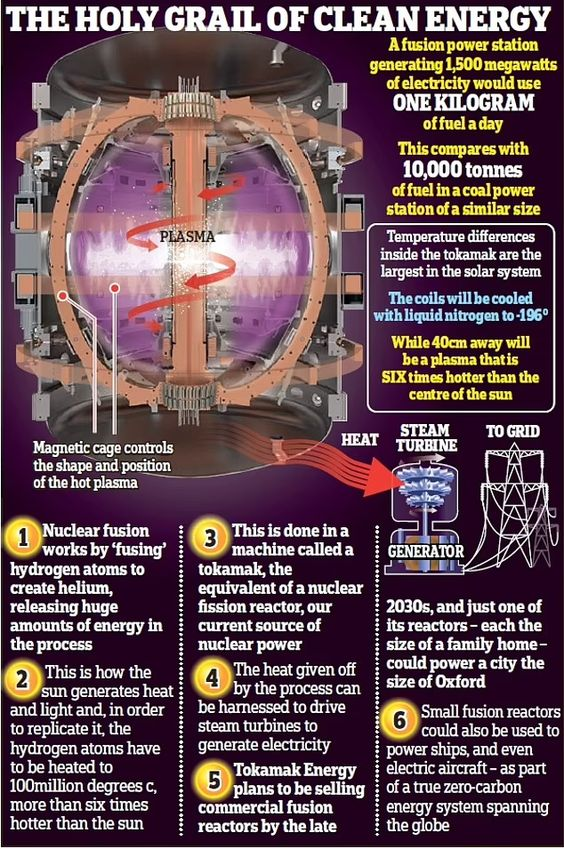 THE HOLY GRAIL OF CLEAN ENERGY
A fusion power station
generating 1,500 megawatts
of electricity would use
ONE KILOGRAM
of fuel a day
This compares with
10,000 tonnes
of fuel in a coal power
station of a similar size
Temperature differences
inside the tokamak are the
largest in the solar system
The coils will be cooled
with liquid nitrogen to -196º
While 40cm away will
be a plasma that is
SIX times hotter than the
centre of the sun
PLASMA
Magnetic cage controls
the shape and position
of the hot plasma
HEAT
STEAM
TURBINE
TO GRID
GENERATOR
1 Nuclear fusion
works by ‘fusing’
hydrogen atoms to
create helium,
releasing huge
amounts of energy in
the process
2 This is how the
sun generates heat
and light and, in order
to replicate it, the
hydrogen atoms have
to be heated to
100million degrees c,
more than six times
hotter than the sun
3 This is done in a
machine called a
tokamak, the
equivalent of a nuclear
fission reactor, our
current source of
nuclear power
4 The heat given off
by the process can
be harnessed to drive
steam turbines to
generate electricity
5 Tokamak Energy
plans to be selling
commercial fusion
reactors by the late
2030s, and just one of
its reactors – each the
size of a family home –
could power a city the
size of Oxford
6 Small fusion reactors
could also be used to
power ships, and even
electric aircraft – as part
of a true zero-carbon
energy system spanning
the globe